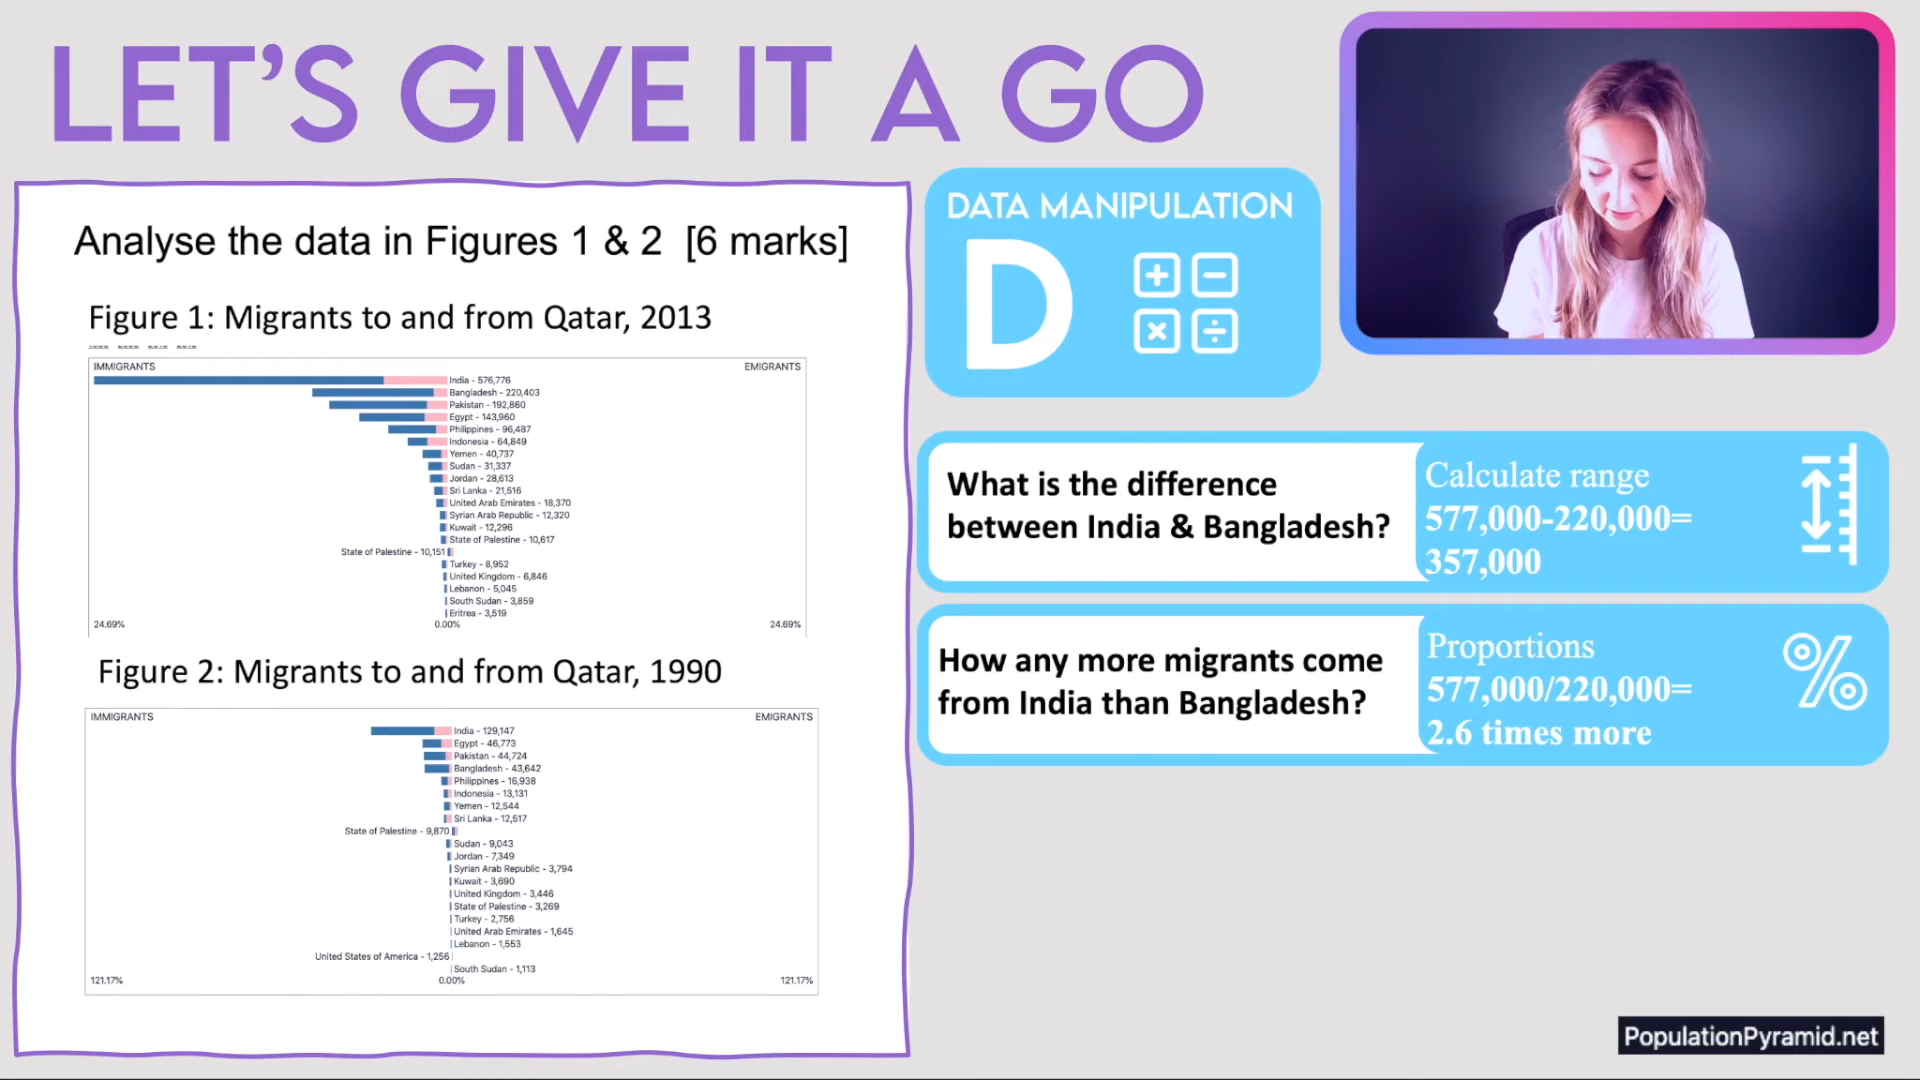 LET'S GIVE IT A GO
Analyse the data in Figures 1 & 2 [6 marks]
Figure 1: Migrants to and from Qatar, 2013
IMMIGRANTS
EMIGRANTS
India - 576,776
Bangladesh - 220,403
Pakistan - 192,860
Egypt - 143,960
Philippines - 96,487
Indonesia - 64,849
Yemen - 40,737
Sudan - 31,337
Jordan - 28,613
Sri Lanka - 21,516
United Arab Emirates - 18,370
Syrian Arab Republic - 12,320
Kuwait - 12,296
State of Palestine - 10,617
State of Palestine - 10,151
Turkey - 8,952
United Kingdom - 6,846
Lebanon - 5,045
South Sudan - 3,859
Eritrea - 3,519
24.69%
0.00%
24.69%
Figure 2: Migrants to and from Qatar, 1990
IMMIGRANTS
EMIGRANTS
India - 129,147
Egypt - 46,773
Pakistan - 44,724
Bangladesh - 43,642
Philippines - 16,938
Indonesia - 13,131
Yemen - 12,544
Sri Lanka - 12,517
State of Palestine - 9,870
Sudan - 9,043
Jordan - 7,349
Syrian Arab Republic - 3,794
Kuwait - 3,690
United Kingdom - 3,446
State of Palestine - 3,269
Turkey - 2,756
United Arab Emirates - 1,645
Lebanon - 1,553
United States of America - 1,256
South Sudan - 1,113
121.17%
0.00%
121.17%
DATA MANIPULATION
D
What is the difference
between India & Bangladesh?
Calculate range
577,000-220,000=
357,000
How any more migrants come
from India than Bangladesh?
Proportions
577,000/220,000=
2.6 times more
PopulationPyramid.net